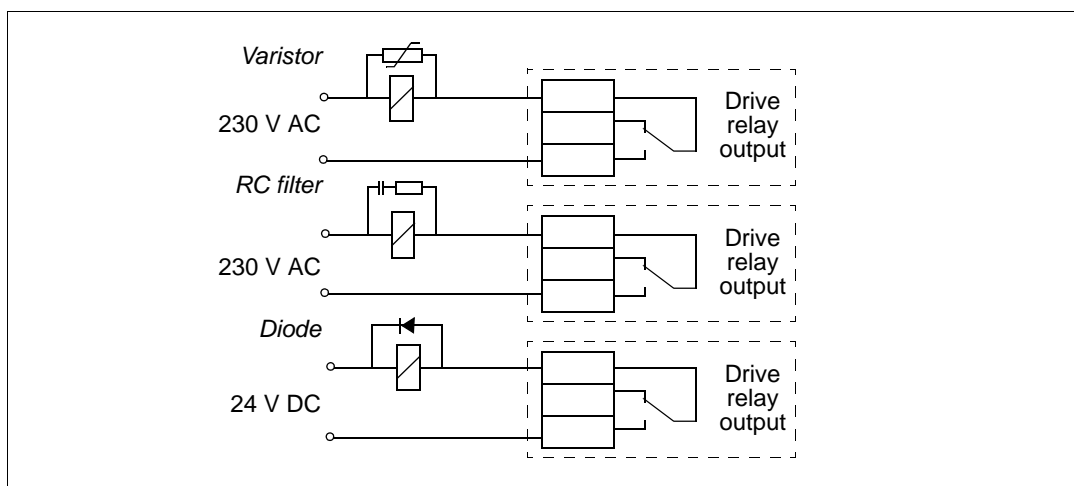 Varistor
230 V AC
Drive
relay
output
RC filter
230 V AC
Drive
relay
output
Diode
24 V DC
Drive
relay
output